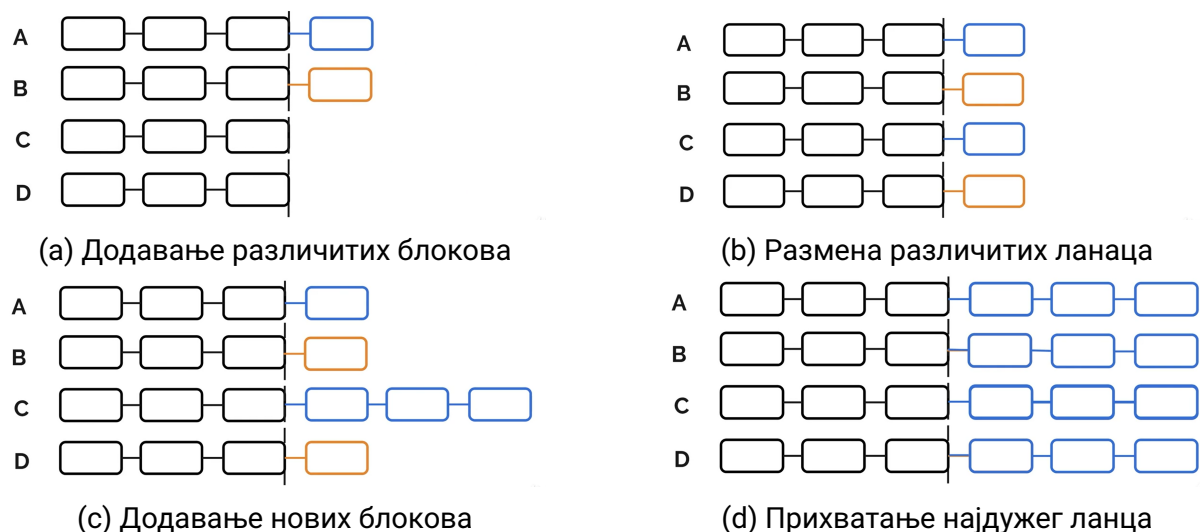 A
B
C
D
(a) Додавање различитих блокова
A
B
C
D
(b) Размена различитих ланаца
A
B
C
D
(c) Додавање нових блокова
A
B
C
D
(d) Прихватање најдужег ланца